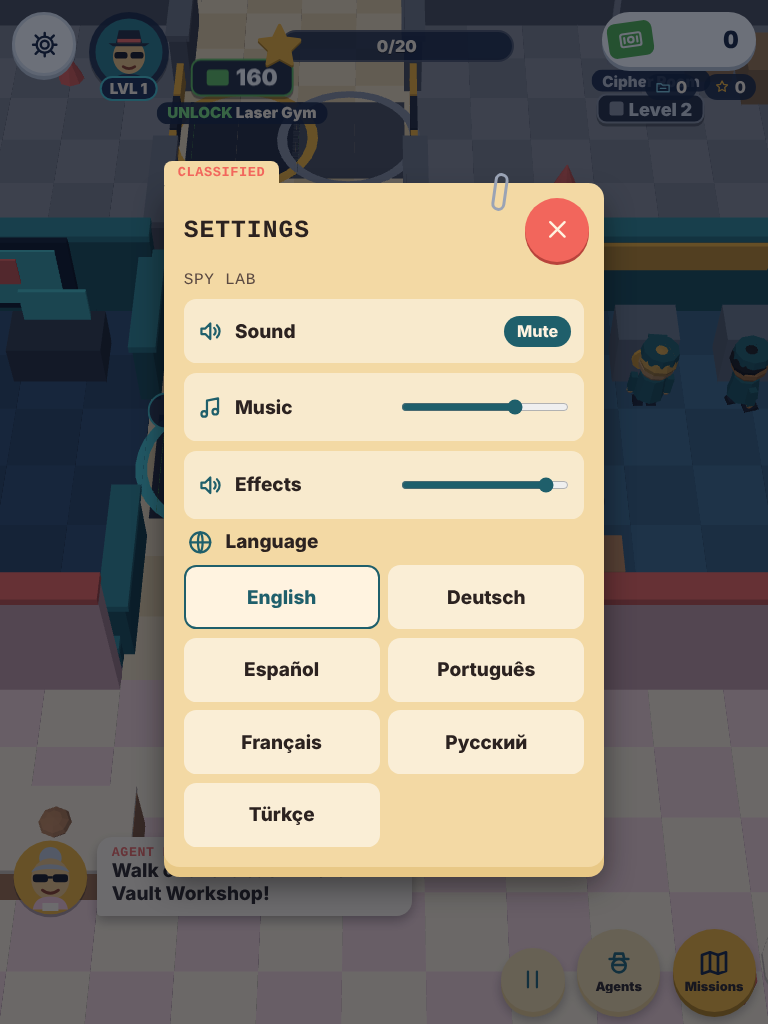 0/20
0
LVL 1
160
0
0
UNLOCK Laser Gym
Level 2
CLASSIFIED
SETTINGS
SPY LAB
Sound
Mute
Music
Effects
Language
English
Deutsch
Español
Português
Français
Русский
Türkçe
AGENT
Walk
Vault Workshop!
Agents
Missions